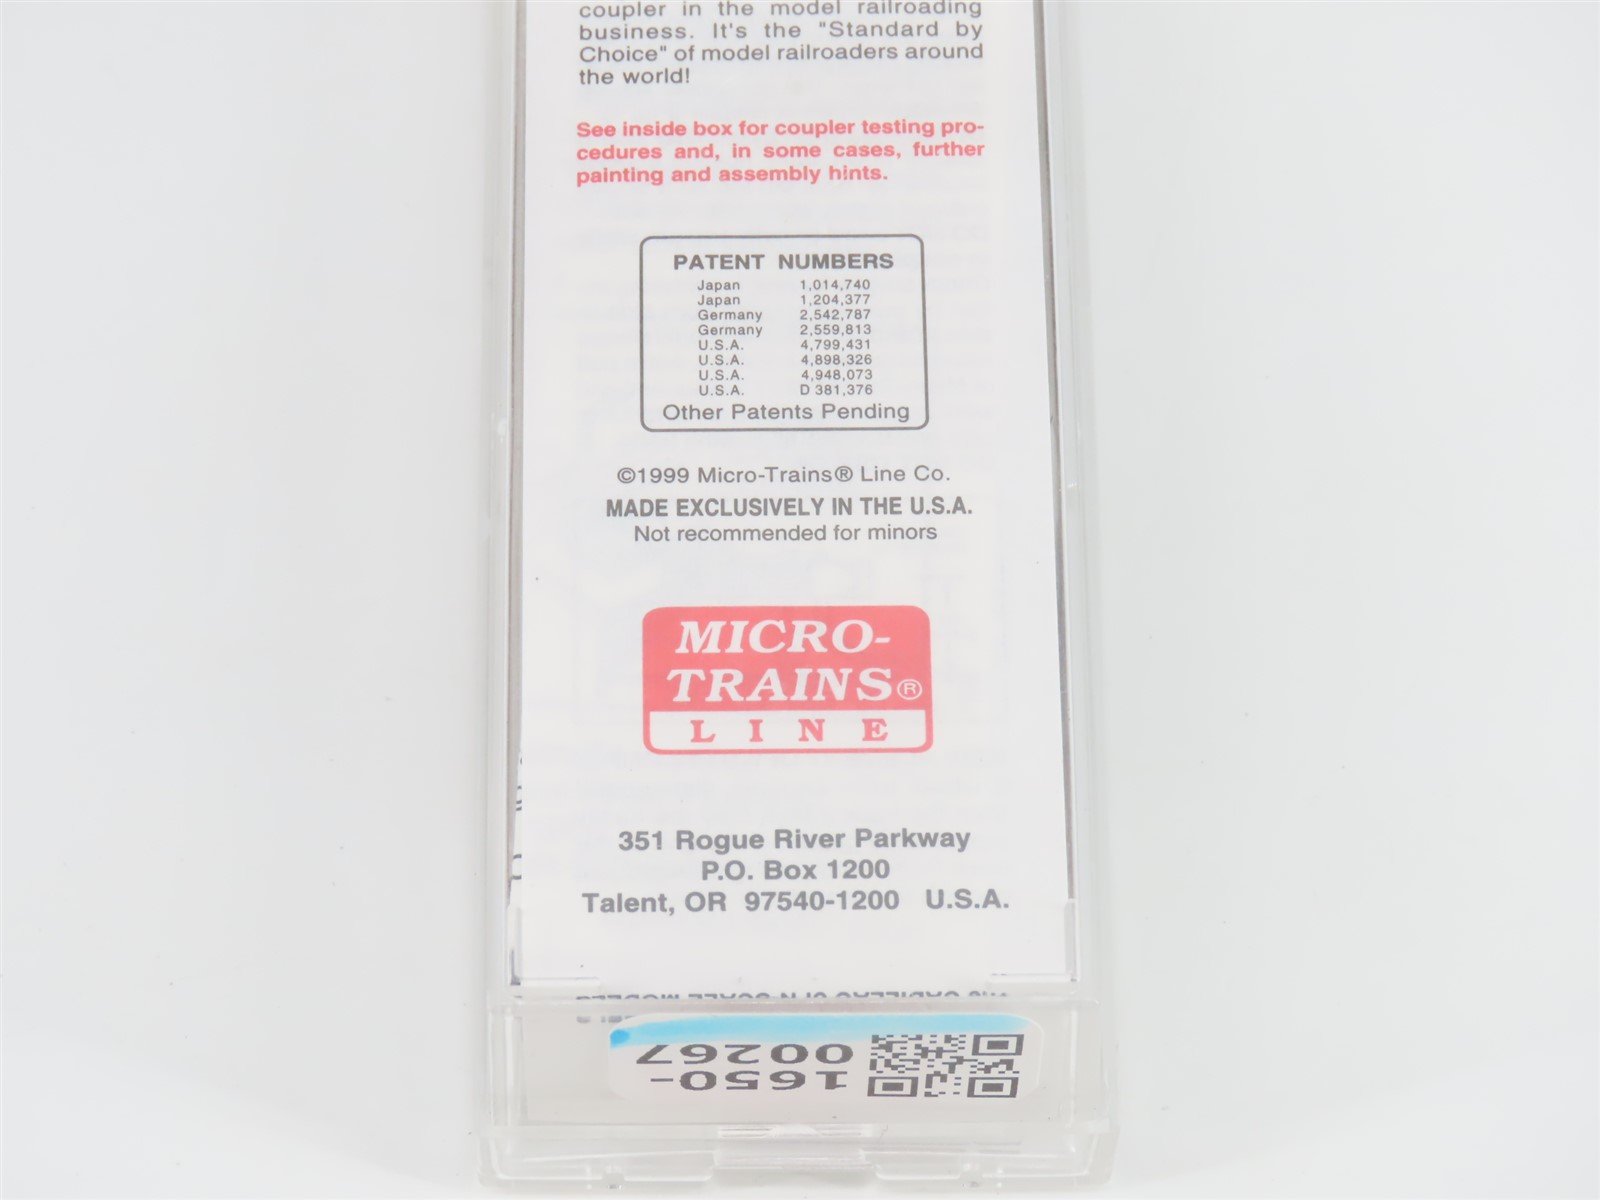 coupler in the model railroading
business. It's the "Standard by
Choice" of model railroaders around
the world!
See inside box for coupler testing pro-
cedures and, in some cases, further
painting and assembly hints.
PATENT NUMBERS
Japan 1,014,740
Japan 1,204,377
Germany 2,542,787
Germany 2,559,813
U.S.A. 4,799,431
U.S.A. 4,898,326
U.S.A. 4,948,073
U.S.A. D 381,376
Other Patents Pending
©1999 Micro-Trains® Line Co.
MADE EXCLUSIVELY IN THE U.S.A.
Not recommended for minors
MICRO-
TRAINS®
LINE
351 Rogue River Parkway
P.O. Box 1200
Talent, OR 97540-1200 U.S.A.
1650-
00267